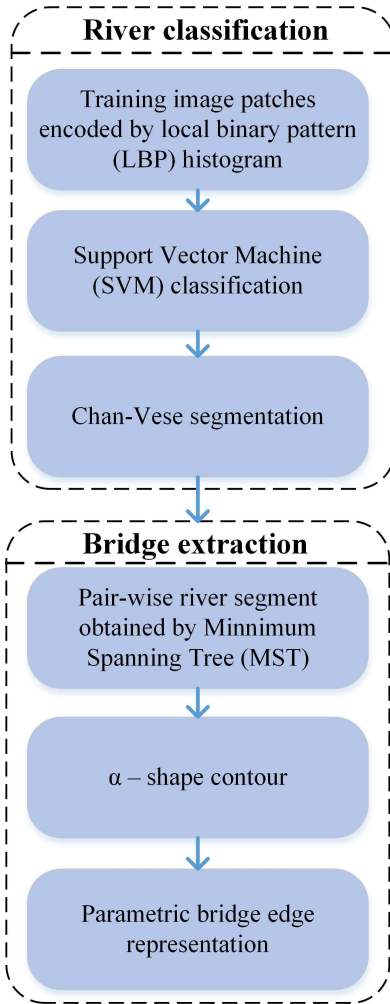 River classification
Training image patches
encoded by local binary pattern
(LBP) histogram
Support Vector Machine
(SVM) classification
Chan-Vese segmentation
Bridge extraction
Pair-wise river segment
obtained by Minnimum
Spanning Tree (MST)
α – shape contour
Parametric bridge edge
representation